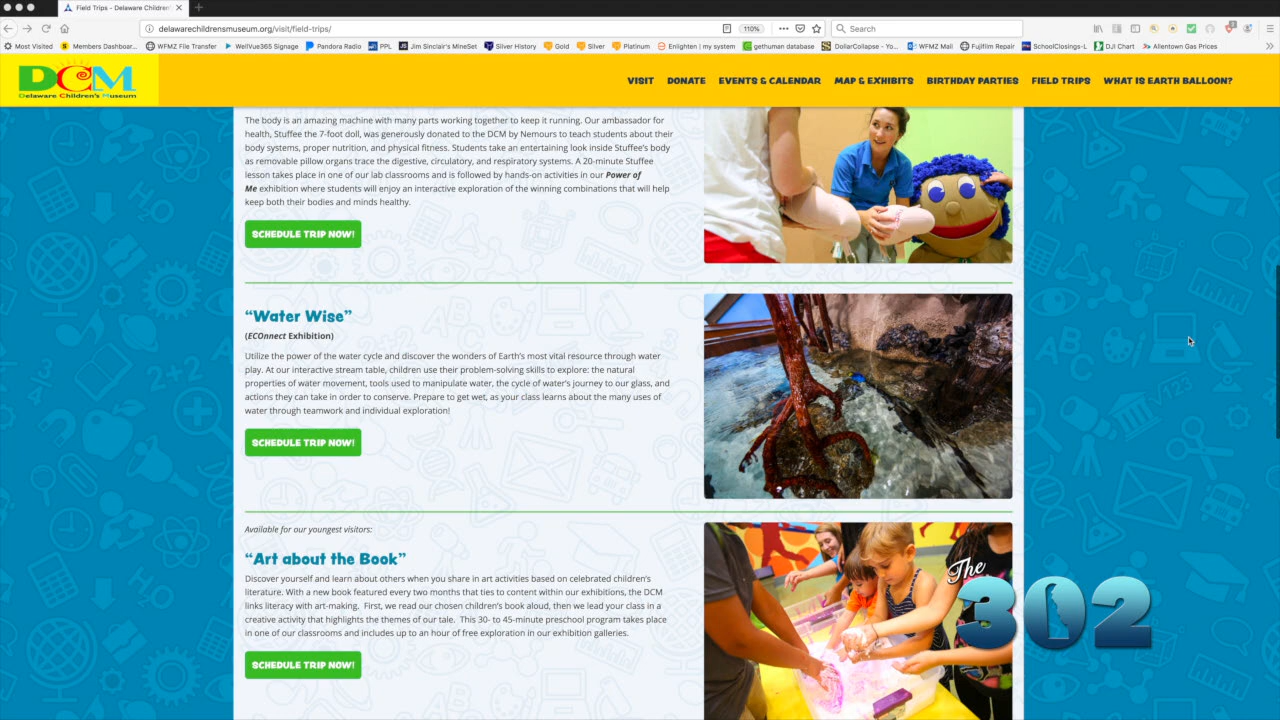 Field Trips - Delaware Children'
delawarechildrensmuseum.org/visit/field-trips/
110%
Search
Most Visited
Members Dashboar...
WFMZ File Transfer
WellVue365 Signage
Pandora Radio
PPL
Jim Sinclair's MineSet
Silver History
Gold
Silver
Platinum
Enlighten | my system
gethuman database
DollarCollapse - Yo...
WFMZ Mail
Fujifilm Repair
SchoolClosings-L
DJI Chart
Allentown Gas Prices
DCM
Delaware Children's Museum
VISIT
DONATE
EVENTS & CALENDAR
MAP & EXHIBITS
BIRTHDAY PARTIES
FIELD TRIPS
WHAT IS EARTH BALLOON?
The body is an amazing machine with many parts working together to keep it running. Our ambassador for
health, Stuffee the 7-foot doll, was generously donated to the DCM by Nemours to teach students about their
body systems, proper nutrition, and physical fitness. Students take an entertaining look inside Stuffee's body
as removable pillow organs trace the digestive, circulatory, and respiratory systems. A 20-minute Stuffee
lesson takes place in one of our lab classrooms and is followed by hands-on activities in our Power of
Me exhibition where students will enjoy an interactive exploration of the winning combinations that will help
keep both their bodies and minds healthy.
SCHEDULE TRIP NOW!
“Water Wise”
(ECOnnect Exhibition)
Utilize the power of the water cycle and discover the wonders of Earth's most vital resource through water
play. At our interactive stream table, children use their problem-solving skills to explore: the natural
properties of water movement, tools used to manipulate water, the cycle of water's journey to our glass, and
actions they can take in order to conserve. Prepare to get wet, as your class learns about the many uses of
water through teamwork and individual exploration!
SCHEDULE TRIP NOW!
Available for our youngest visitors:
“Art about the Book”
Discover yourself and learn about others when you share in art activities based on celebrated children's
literature. With a new book featured every two months that ties to content within our exhibitions, the DCM
links literacy with art-making.  First, we read our chosen children's book aloud, then we lead your class in a
creative activity that highlights the themes of our tale.  This 30- to 45-minute preschool program takes place
in one of our classrooms and includes up to an hour of free exploration in our exhibition galleries.
SCHEDULE TRIP NOW!
The
302